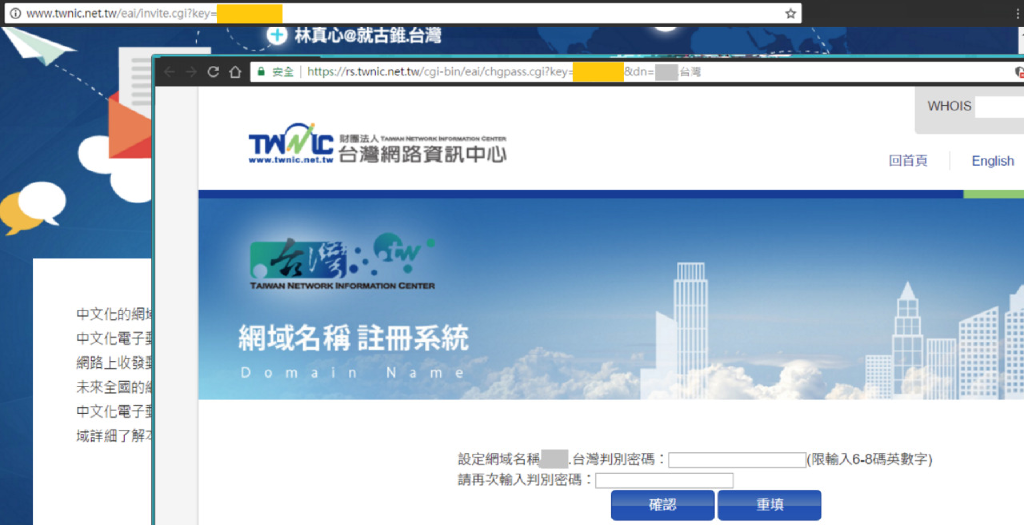 www.twnic.net.tw/eai/invite.cgi?key=
林真心@就古錐.台灣
安全 | https://rs.twnic.net.tw/cgi-bin/eai/chgpass.cgi?key= &dn= .台灣
WHOIS
TWNIC 財團法人 TAIWAN NETWORK INFORMATION CENTER
www.twnic.net.tw 台灣網路資訊中心
回首頁 English
台灣 .tw
TAIWAN NETWORK INFORMATION CENTER
網域名稱 註冊系統
Domain Name
中文化的網域
中文化電子郵
網路上收發郵
未來全國的網
中文化電子郵
域詳細了解本
設定網域名稱 .台灣判別密碼：(限輸入6-8碼英數字)
請再次輸入判別密碼：
確認 重填